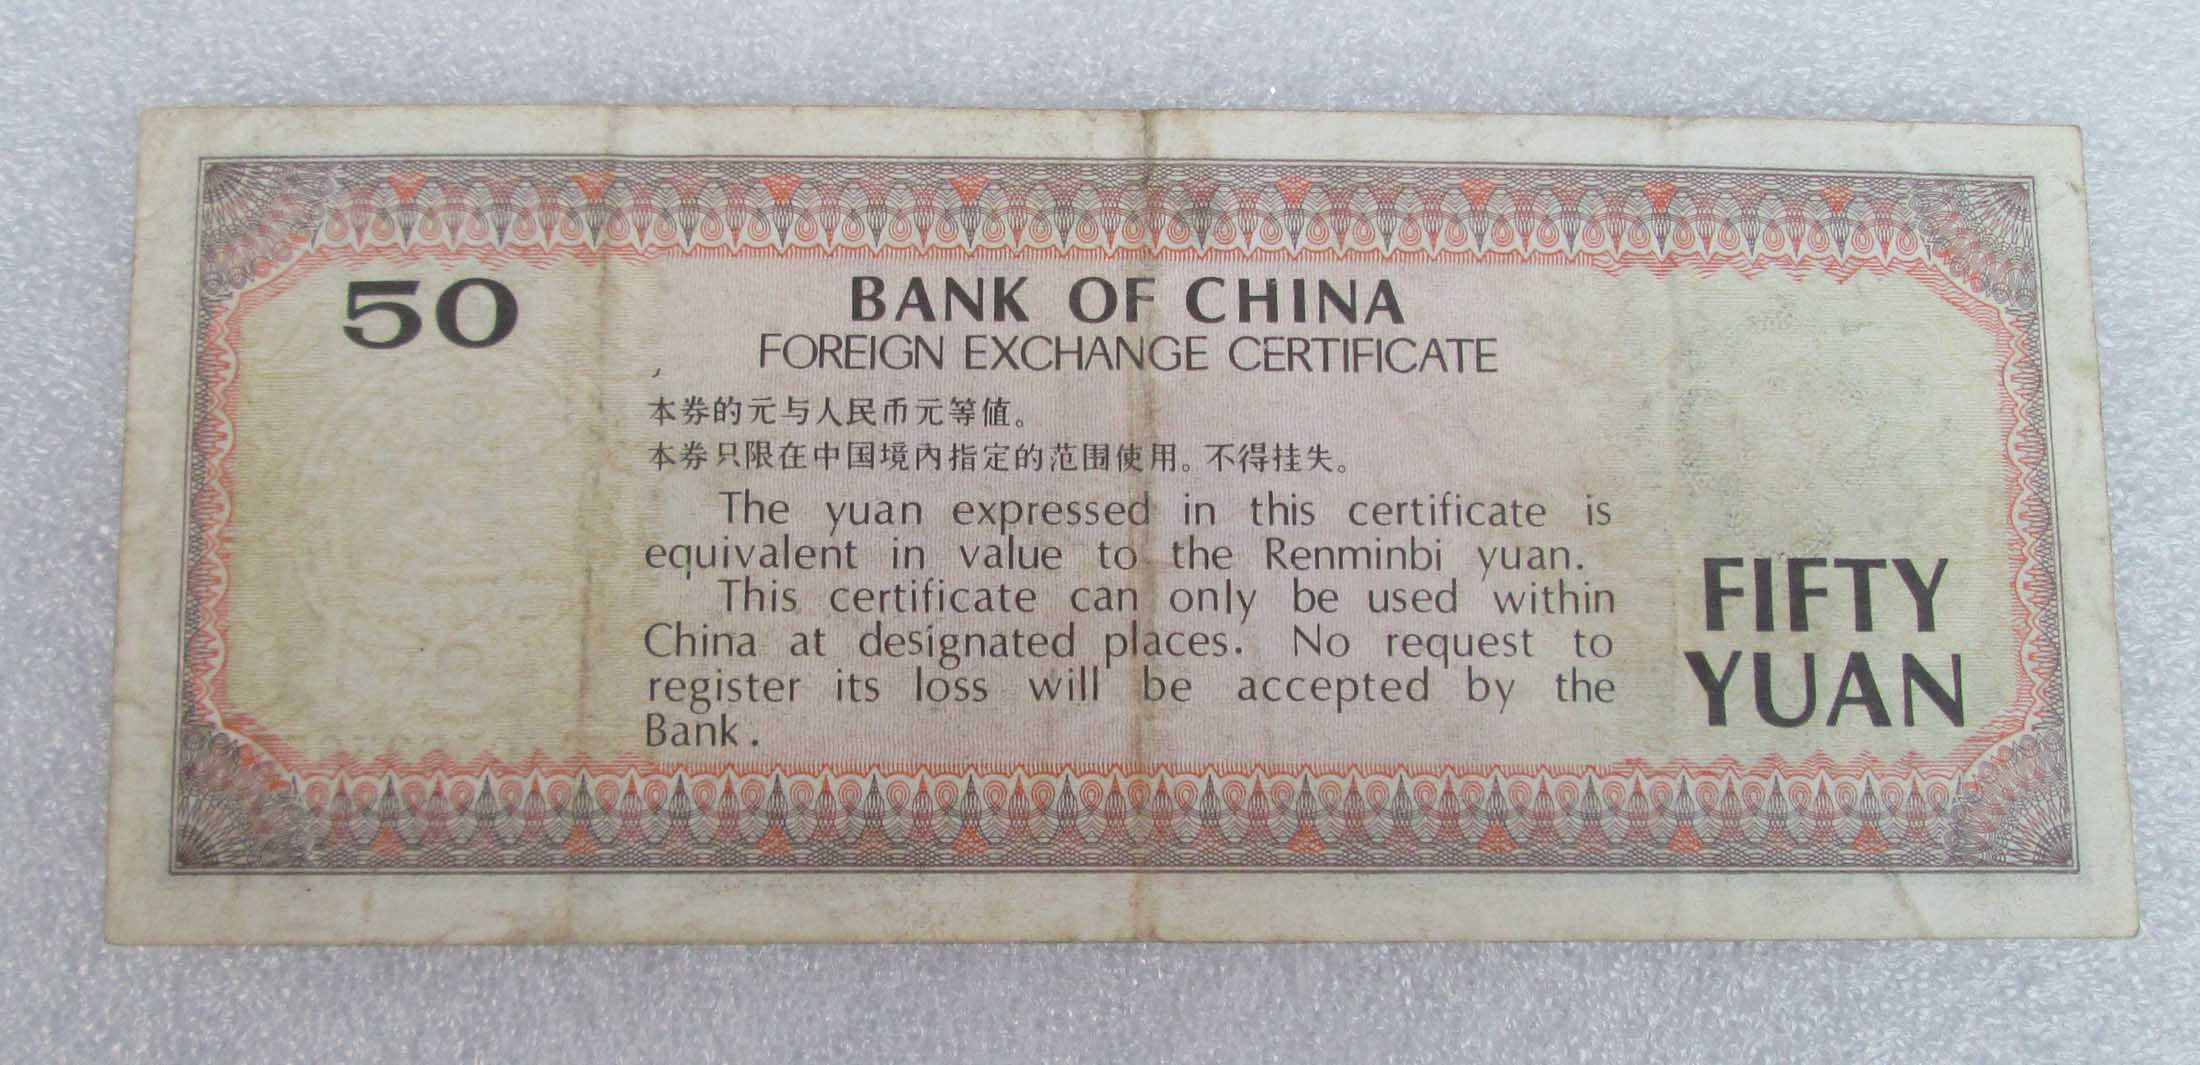 50
BANK OF CHINA
FOREIGN EXCHANGE CERTIFICATE
本券的元与人民币元等值。
本券只限在中国境内指定的范围使用。不得挂失。
The yuan expressed in this certificate is
equivalent in value to the Renminbi yuan.
This certificate can only be used within
China at designated places. No request to
register its loss will be accepted by the
Bank.
FIFTY
YUAN